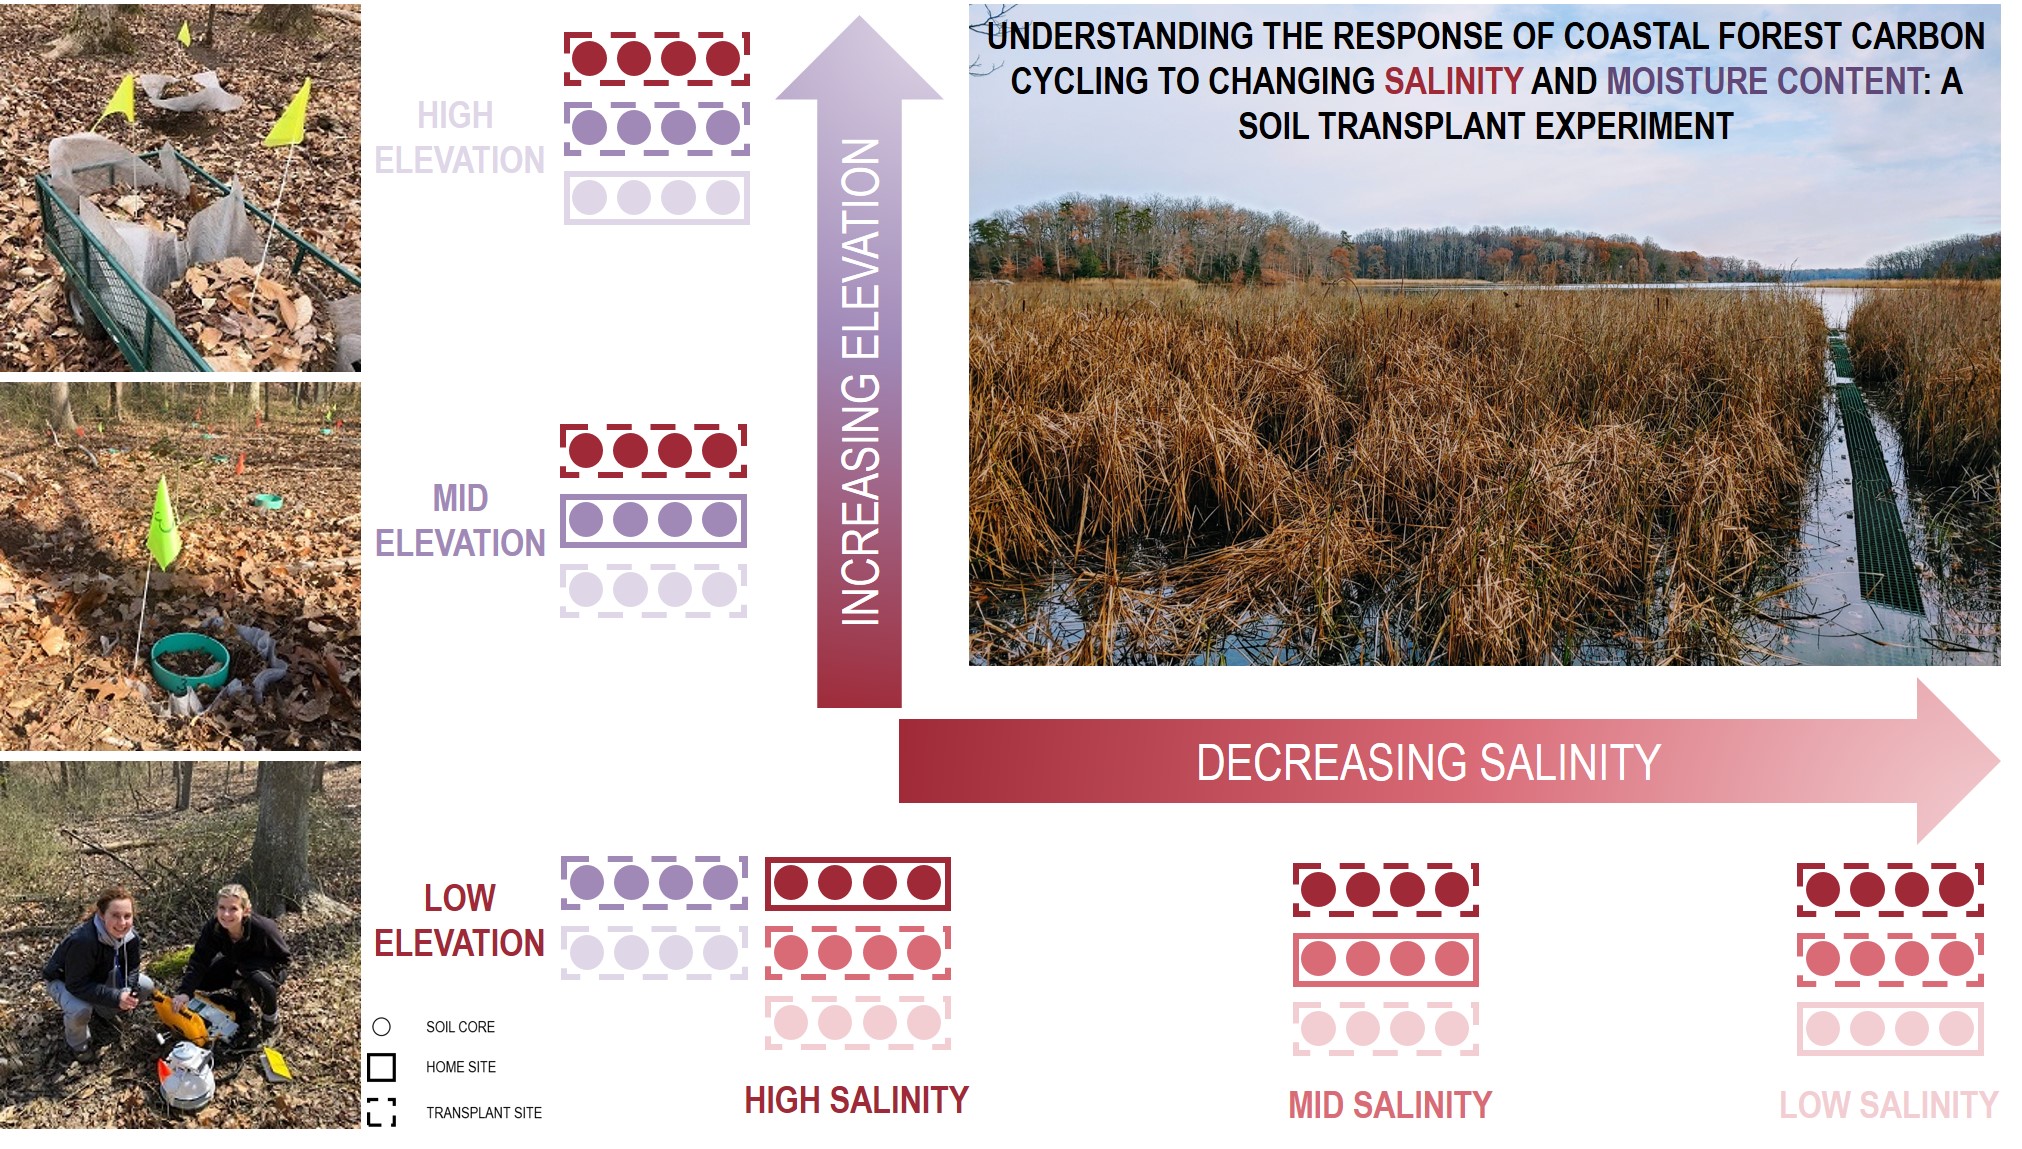 UNDERSTANDING THE RESPONSE OF COASTAL FOREST CARBON
CYCLING TO CHANGING SALINITY AND MOISTURE CONTENT: A
SOIL TRANSPLANT EXPERIMENT
HIGH
ELEVATION
INCREASING ELEVATION
MID
ELEVATION
DECREASING SALINITY
LOW
ELEVATION
SOIL CORE
HOME SITE
TRANSPLANT SITE
HIGH SALINITY
MID SALINITY
LOW SALINITY